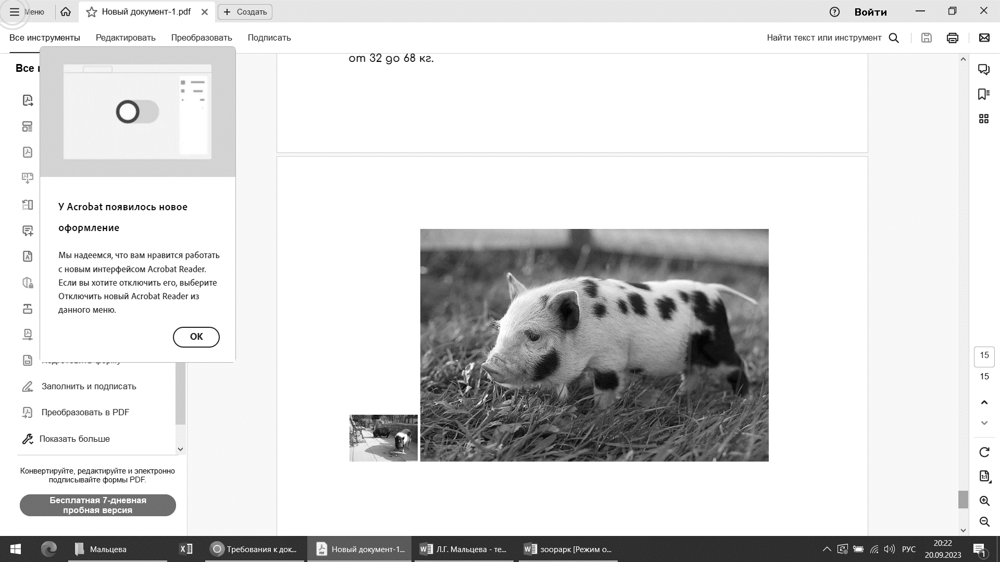 Меню
Новый документ-1.pdf
Создать
Войти
Все инструменты
Редактировать
Преобразовать
Подписать
Найти текст или инструмент
от 32 до 68 кг.
Все
У Acrobat появилось новое
оформление
Мы надеемся, что вам нравится работать
с новым интерфейсом Acrobat Reader.
Если вы хотите отключить его, выберите
Отключить новый Acrobat Reader из
данного меню.
OK
Заполнить и подписать
Преобразовать в PDF
Показать больше
Конвертируйте, редактируйте и электронно
подписывайте формы PDF.
Бесплатная 7-дневная
пробная версия
15
15
1:1
Мальцева
Требования к док...
Новый документ-1...
Л.Г. Мальцева - те...
зоорарк [Режим о...
РУС
20:22
20.09.2023
1